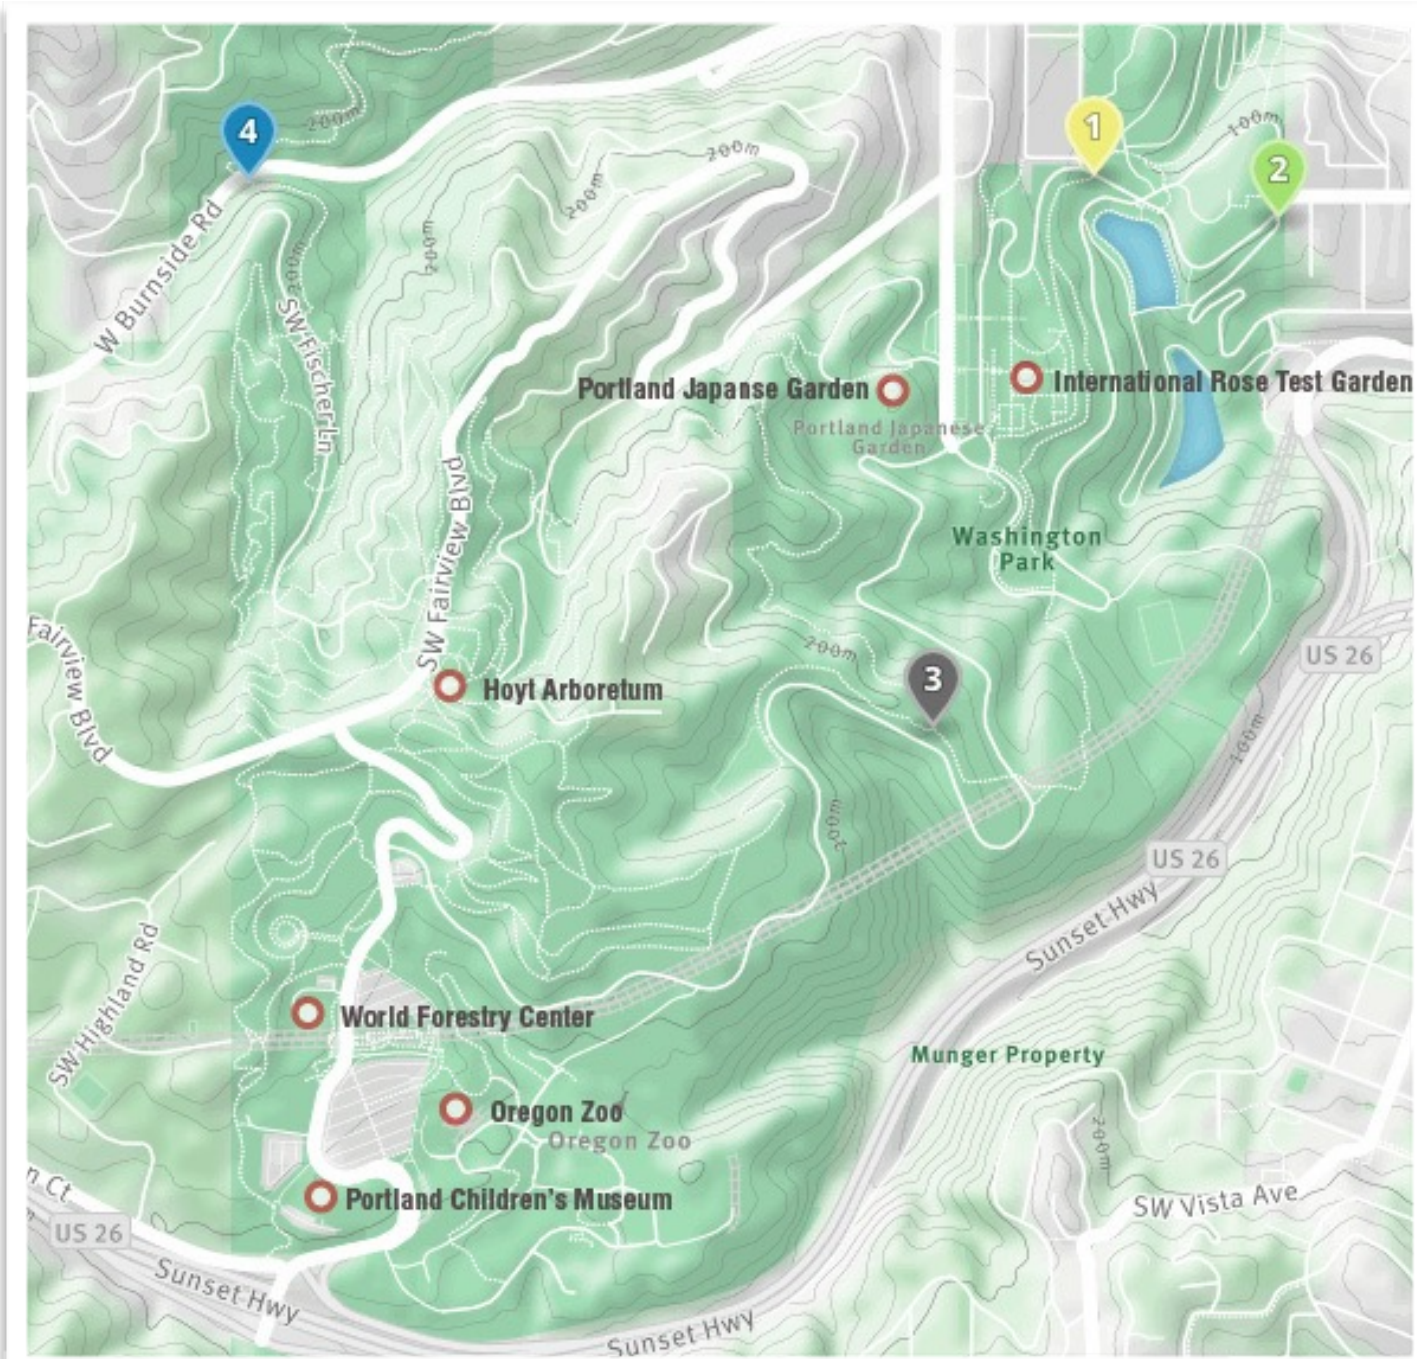 4
200m
1
100m
2
200m
200m
200m
W Burnside Rd
200m
SW Fischer Ln
Portland Japanse Garden
International Rose Test Garden
Portland Japanese
Garden
SW Fairview Blvd
Washington
Park
Fairview Blvd
200m
3
US 26
Hoyt Arboretum
100m
200m
US 26
Sunset Hwy
SW Highland Rd
World Forestry Center
Munger Property
Oregon Zoo
Oregon Zoo
200m
n Ct
Portland Children's Museum
SW Vista Ave
US 26
Sunset Hwy
Sunset Hwy